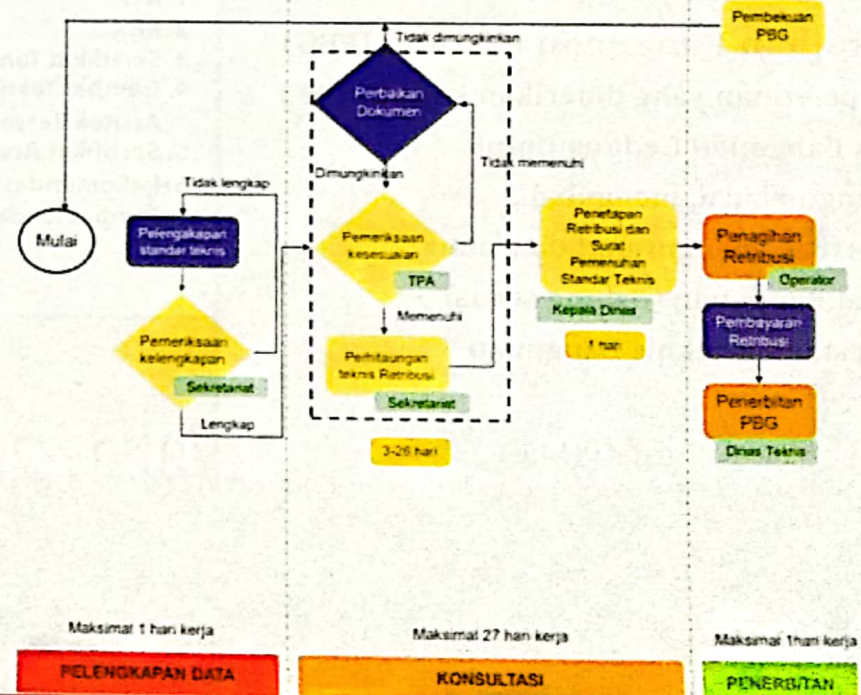 Pembekuan
PBG
Tidak dimungkinkan
Perbaikan
Dokumen
Tidak memenuhi
Dimungkinkan
Tidak lengkap
Mulai
Pelengakapan
standar teknis
Pemeriksaan
kesesuaian
TPA
Penetapan
Retribusi dan
Surat
Pemenuhan
Standar Teknis
Kepala Dinas
1 hari
Penagihan
Retribusi
Operator
Pemeriksaan
kelengkapan
Sekretariat
Lengkap
Memenuhi
Perhitaungan
teknis Retribusi
Sekretariat
3-26 hari
Pembayaran
Retribusi
Penerbitan
PBG
Dinas Teknis
Maksimal 1 hari kerja
Maksimal 27 hari kerja
Maksimal 1hari kerja
PELENGKAPAN DATA
KONSULTASI
PENERBITAN